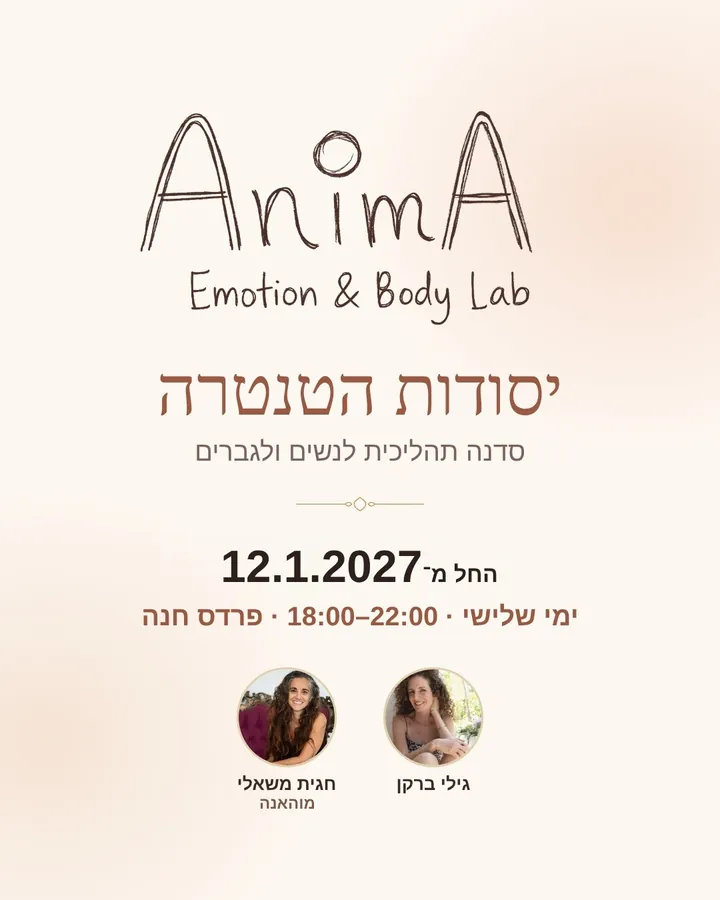 AnimA
Emotion & Body Lab
יסודות הטנטרה
סדנה תהליכית לנשים ולגברים
החל מ־12.1.2027
ימי שלישי · 18:00–22:00 · פרדס חנה
גילי ברקן
חגית משאלי
מוהאנה